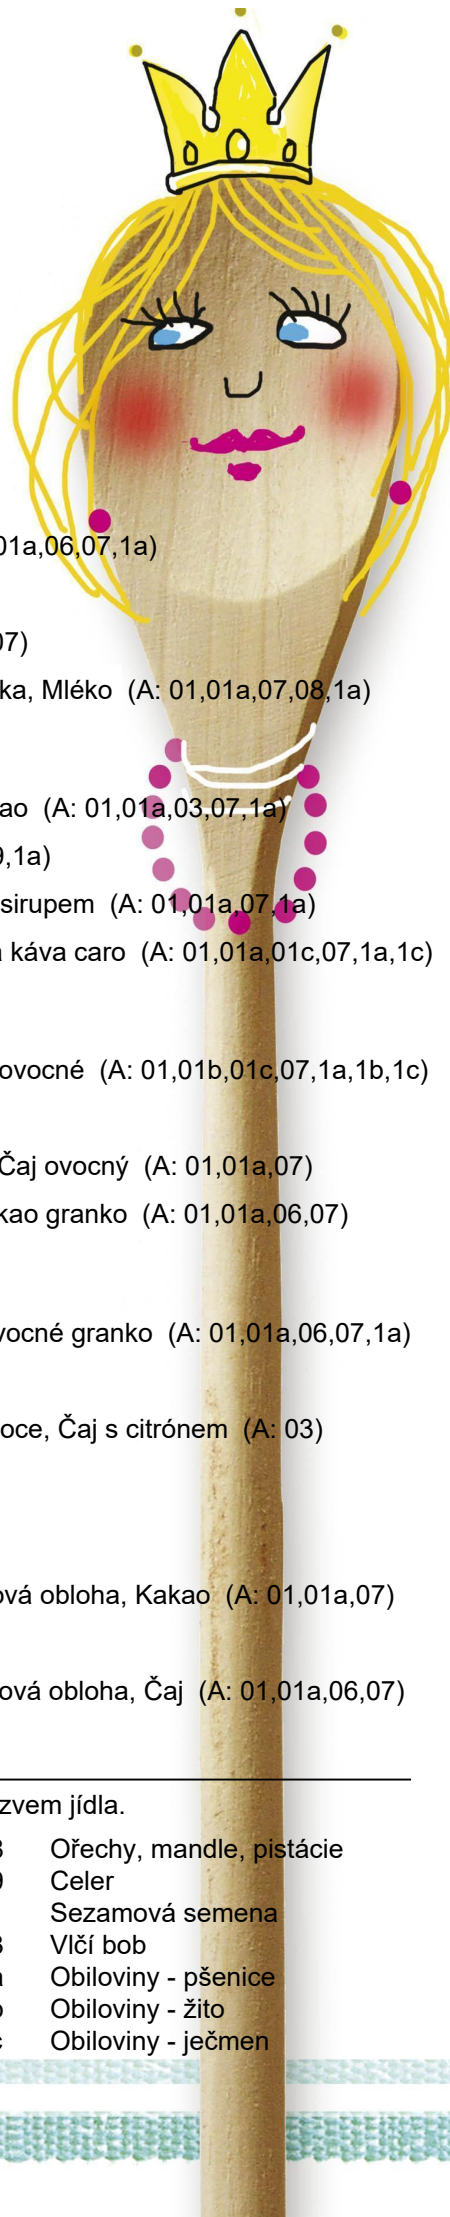 01a,06,07,1a)
07)
ka, Mléko (A: 01,01a,07,08,1a)
ao (A: 01,01a,03,07,1a)
9,1a)
sirupem (A: 01,01a,07,1a)
káva caro (A: 01,01a,01c,07,1a,1c)
ovocné (A: 01,01b,01c,07,1a,1b,1c)
Čaj ovocný (A: 01,01a,07)
kao granko (A: 01,01a,06,07)
vocné granko (A: 01,01a,06,07,1a)
oce, Čaj s citrónem (A: 03)
ová obloha, Kakao (A: 01,01a,07)
ová obloha, Čaj (A: 01,01a,06,07)
zvem jídla.
8 Ořechy, mandle, pistácie
9 Celer
Sezamová semena
3 Vlčí bob
a Obiloviny - pšenice
b Obiloviny - žito
c Obiloviny - ječmen